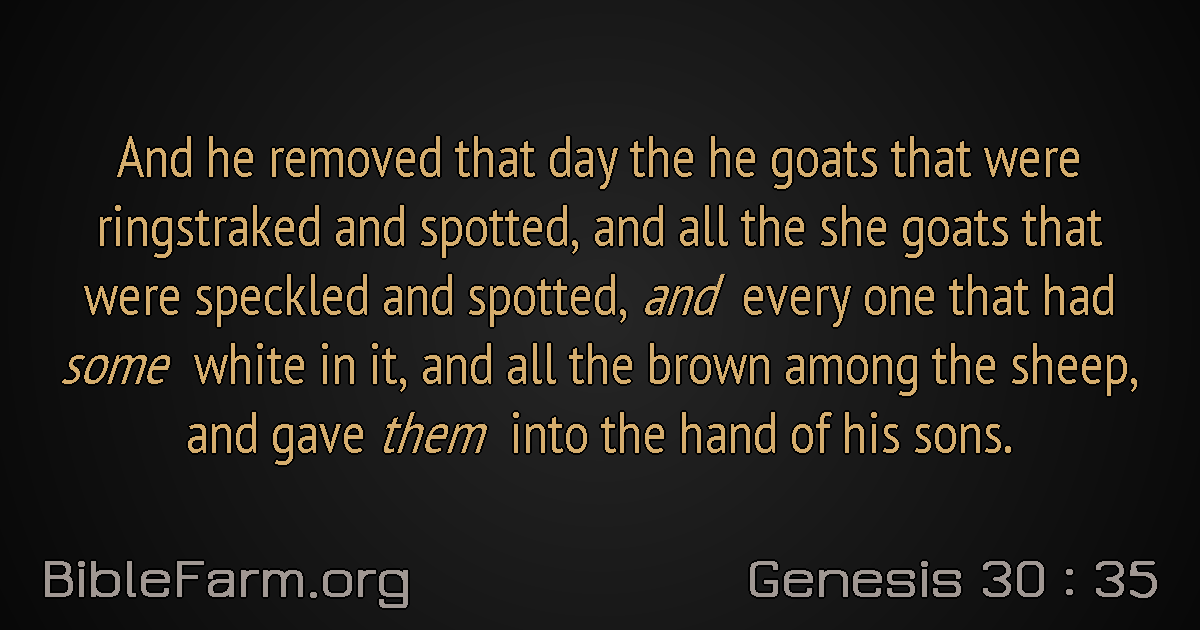 And he removed that day the he goats that were
ringstraked and spotted, and all the she goats that
were speckled and spotted, and every one that had
some white in it, and all the brown among the sheep,
and gave them into the hand of his sons.
BibleFarm.org
Genesis 30 : 35